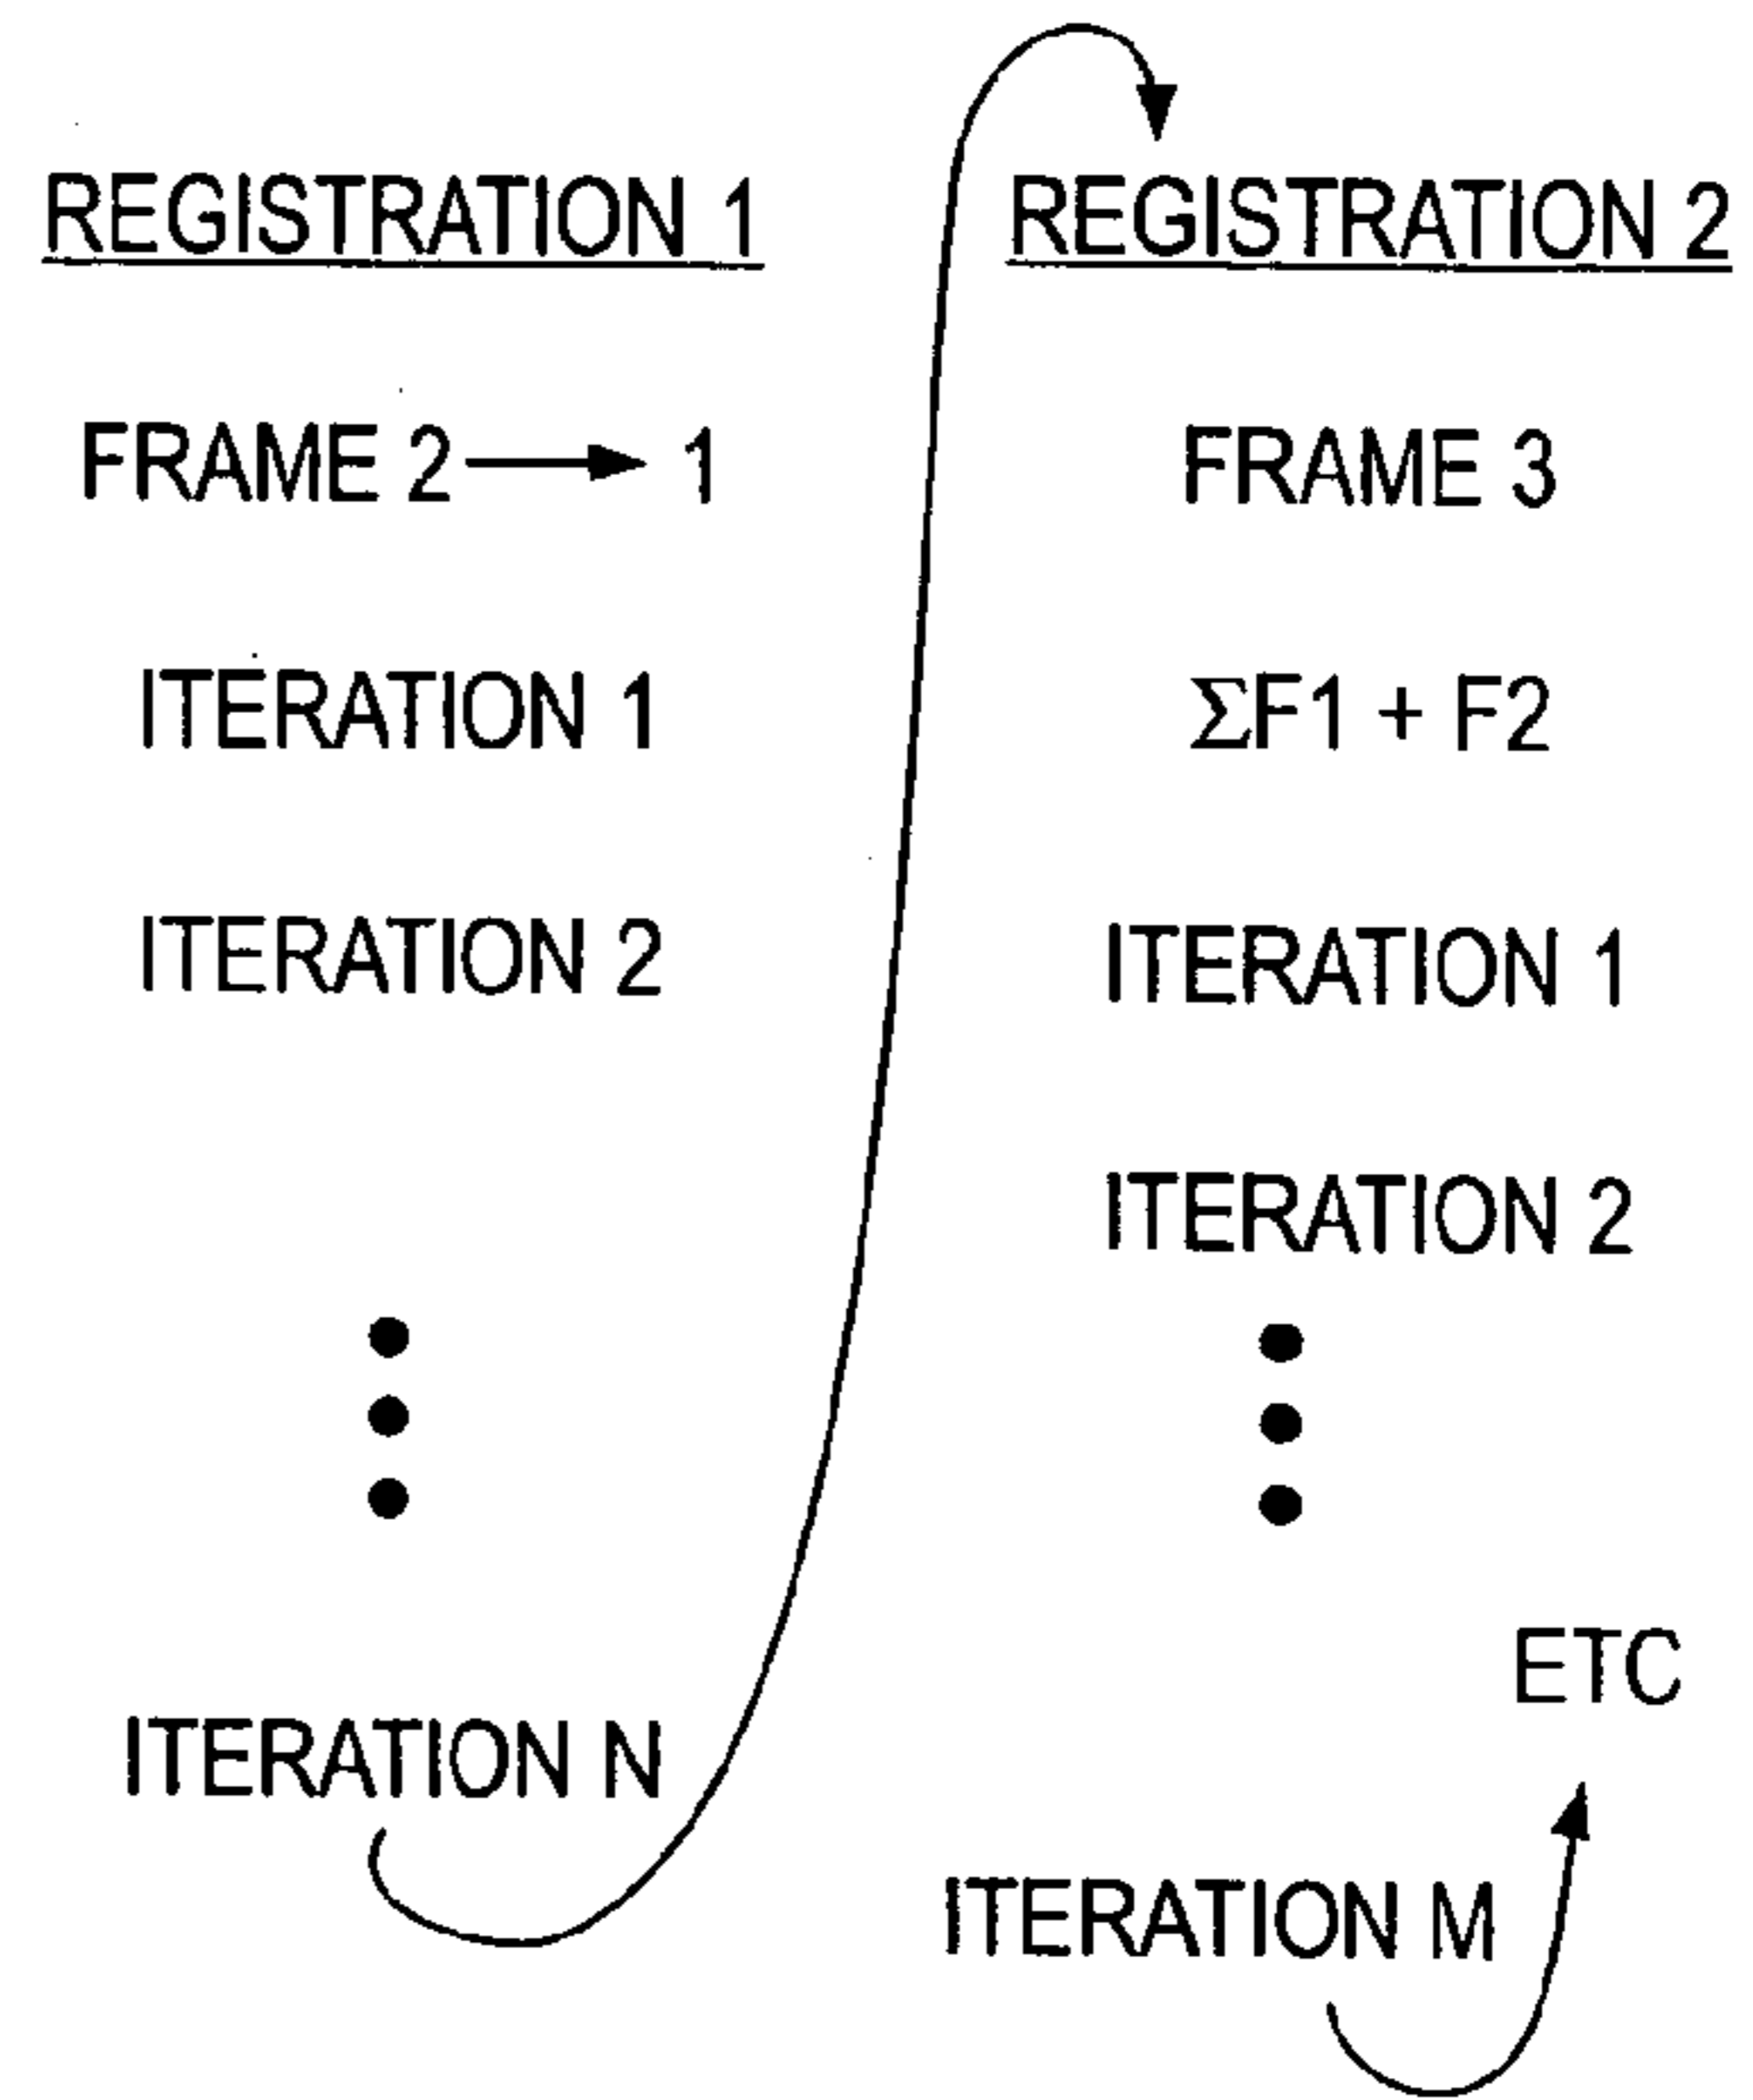 REGISTRATION 1
FRAME 2 → 1
ITERATION 1
ITERATION 2
ITERATION N
REGISTRATION 2
FRAME 3
ΣF1 + F2
ITERATION 1
ITERATION 2
ETC
ITERATION M